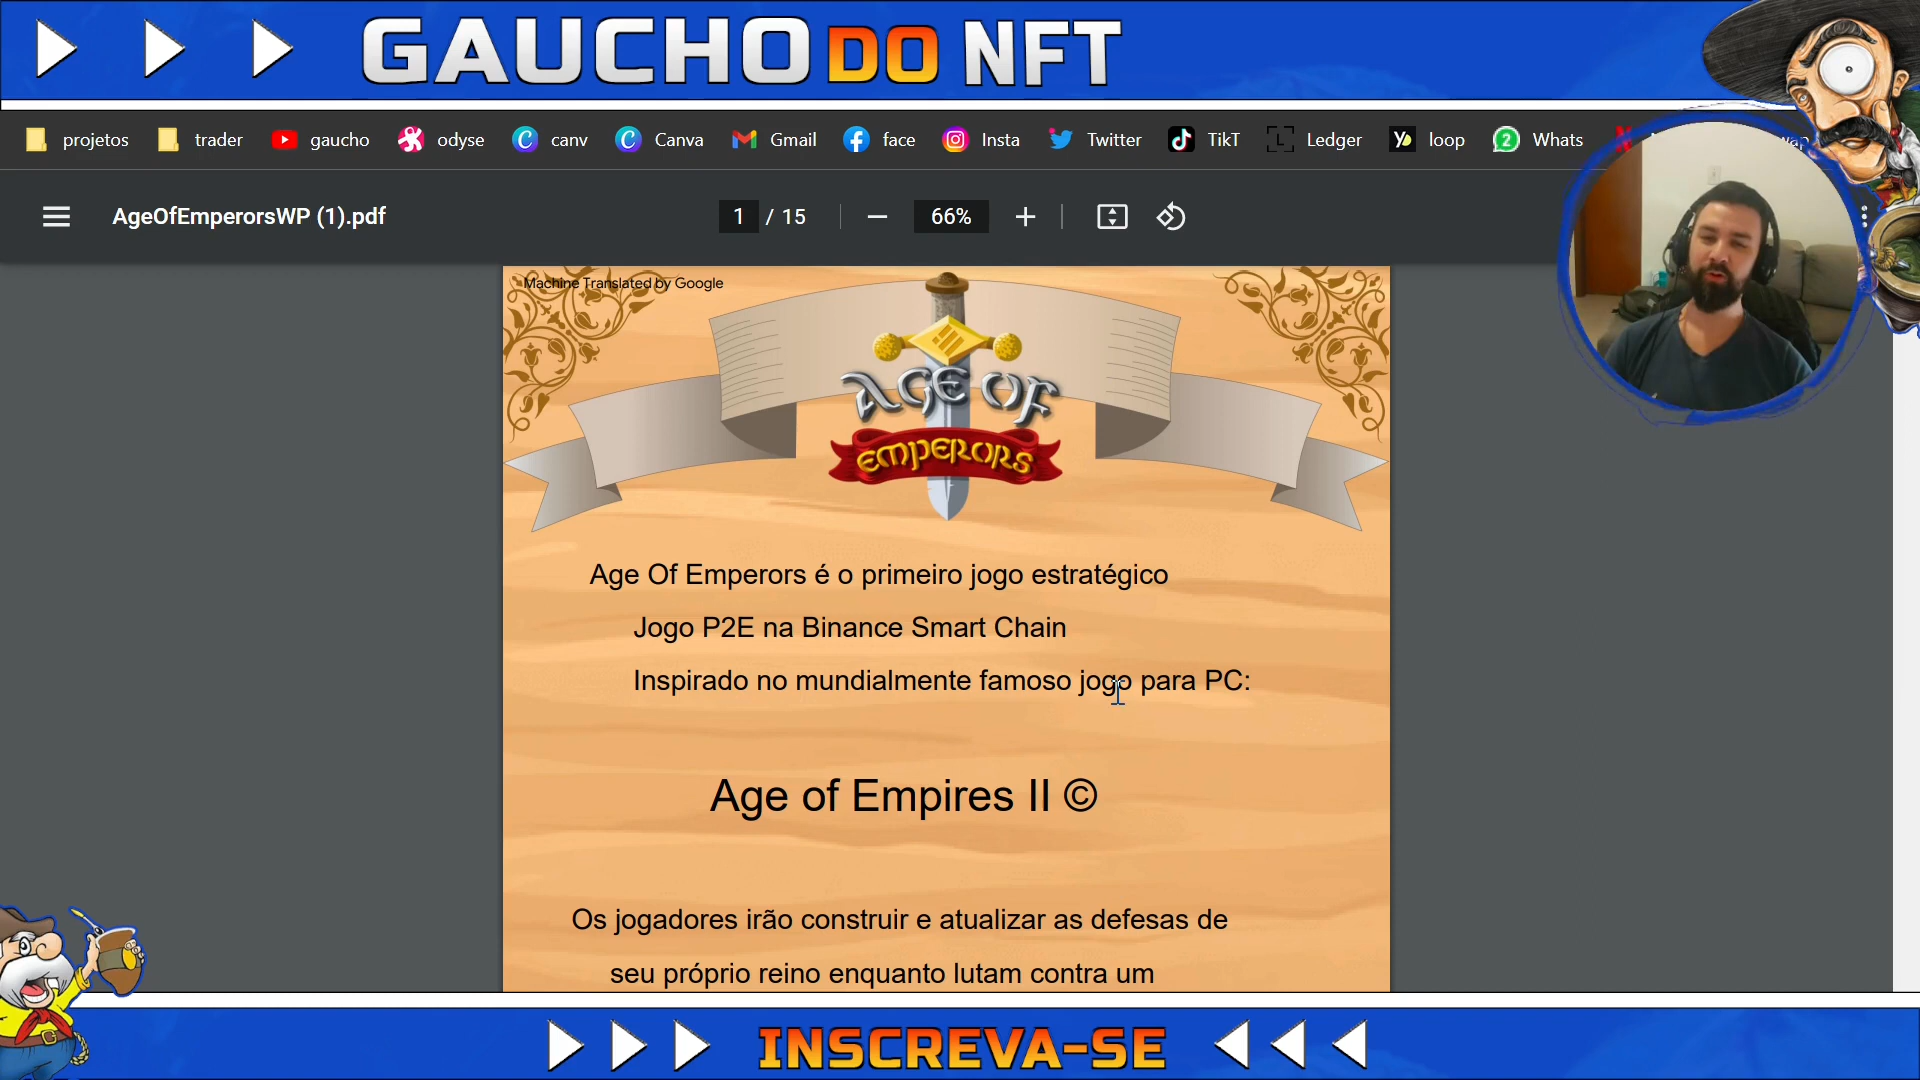 GAUCHO DO NFT
projetos trader gaucho odyse canv Canva Gmail face Insta Twitter TikT Ledger loop 2 Whats
AgeOfEmperorsWP (1).pdf 1 / 15 66%
Machine Translated by Google
AGE OF
EMPERORS
Age Of Emperors é o primeiro jogo estratégico
Jogo P2E na Binance Smart Chain
Inspirado no mundialmente famoso jogo para PC:
Age of Empires II ©
Os jogadores irão construir e atualizar as defesas de
seu próprio reino enquanto lutam contra um
INSCREVA-SE